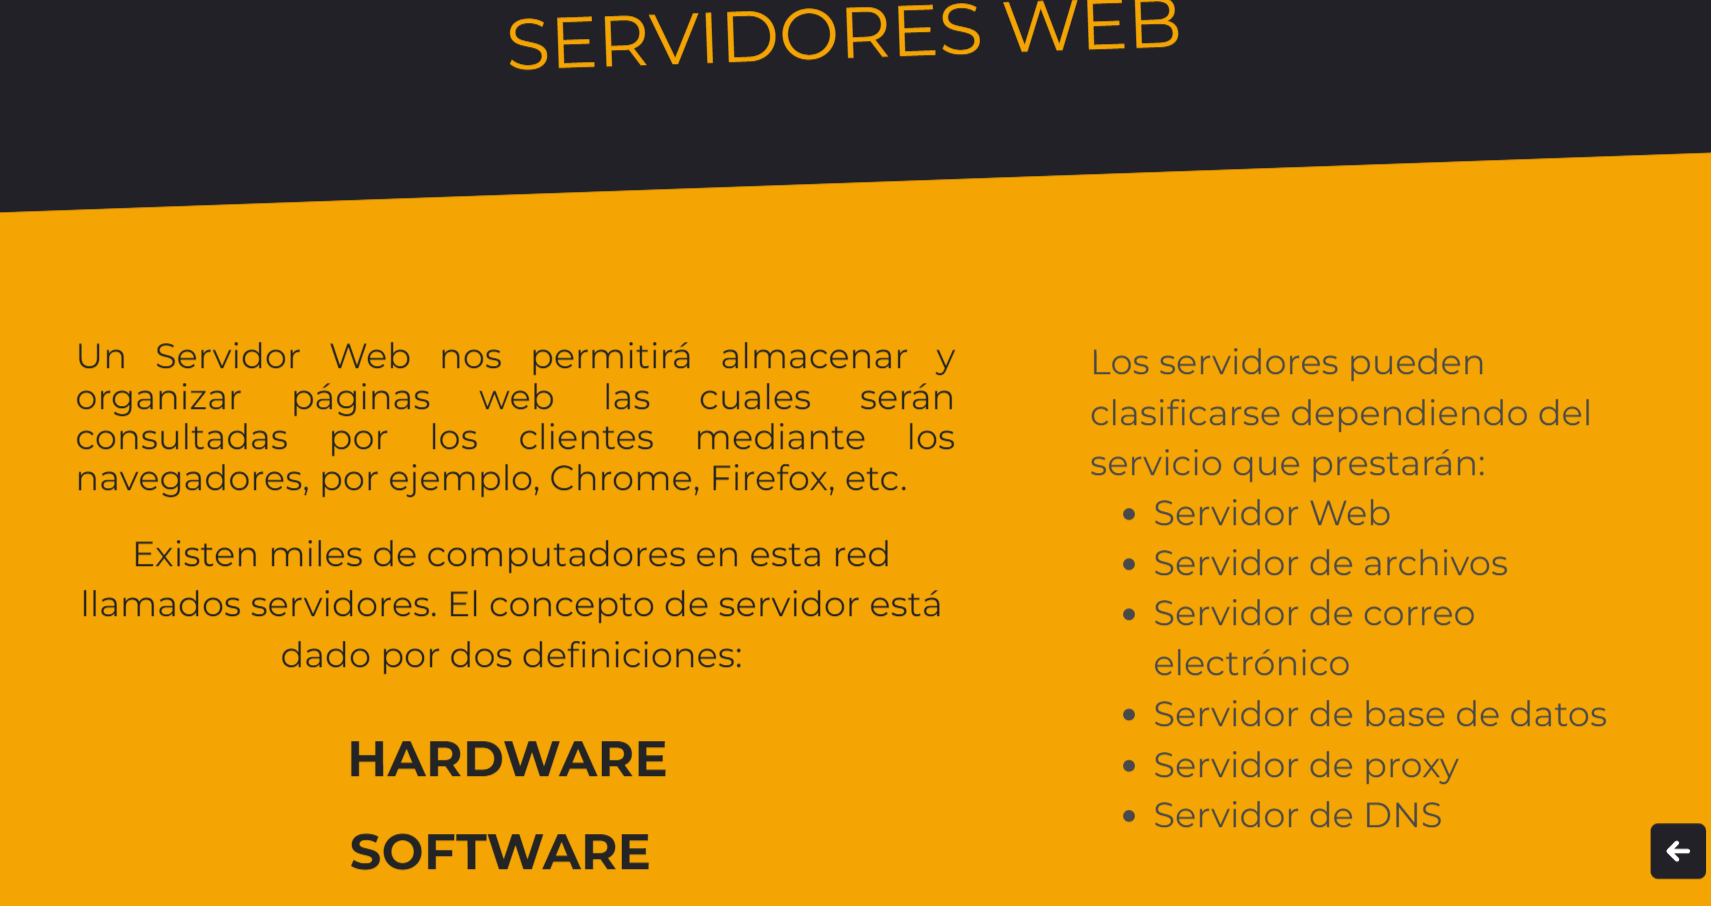 SERVIDORES WEB
Un Servidor Web nos permitirá almacenar y
organizar páginas web las cuales serán
consultadas por los clientes mediante los
navegadores, por ejemplo, Chrome, Firefox, etc.
Existen miles de computadores en esta red
llamados servidores. El concepto de servidor está
dado por dos definiciones:
HARDWARE
SOFTWARE
Los servidores pueden
clasificarse dependiendo del
servicio que prestarán:
• Servidor Web
• Servidor de archivos
• Servidor de correo
electrónico
• Servidor de base de datos
• Servidor de proxy
• Servidor de DNS